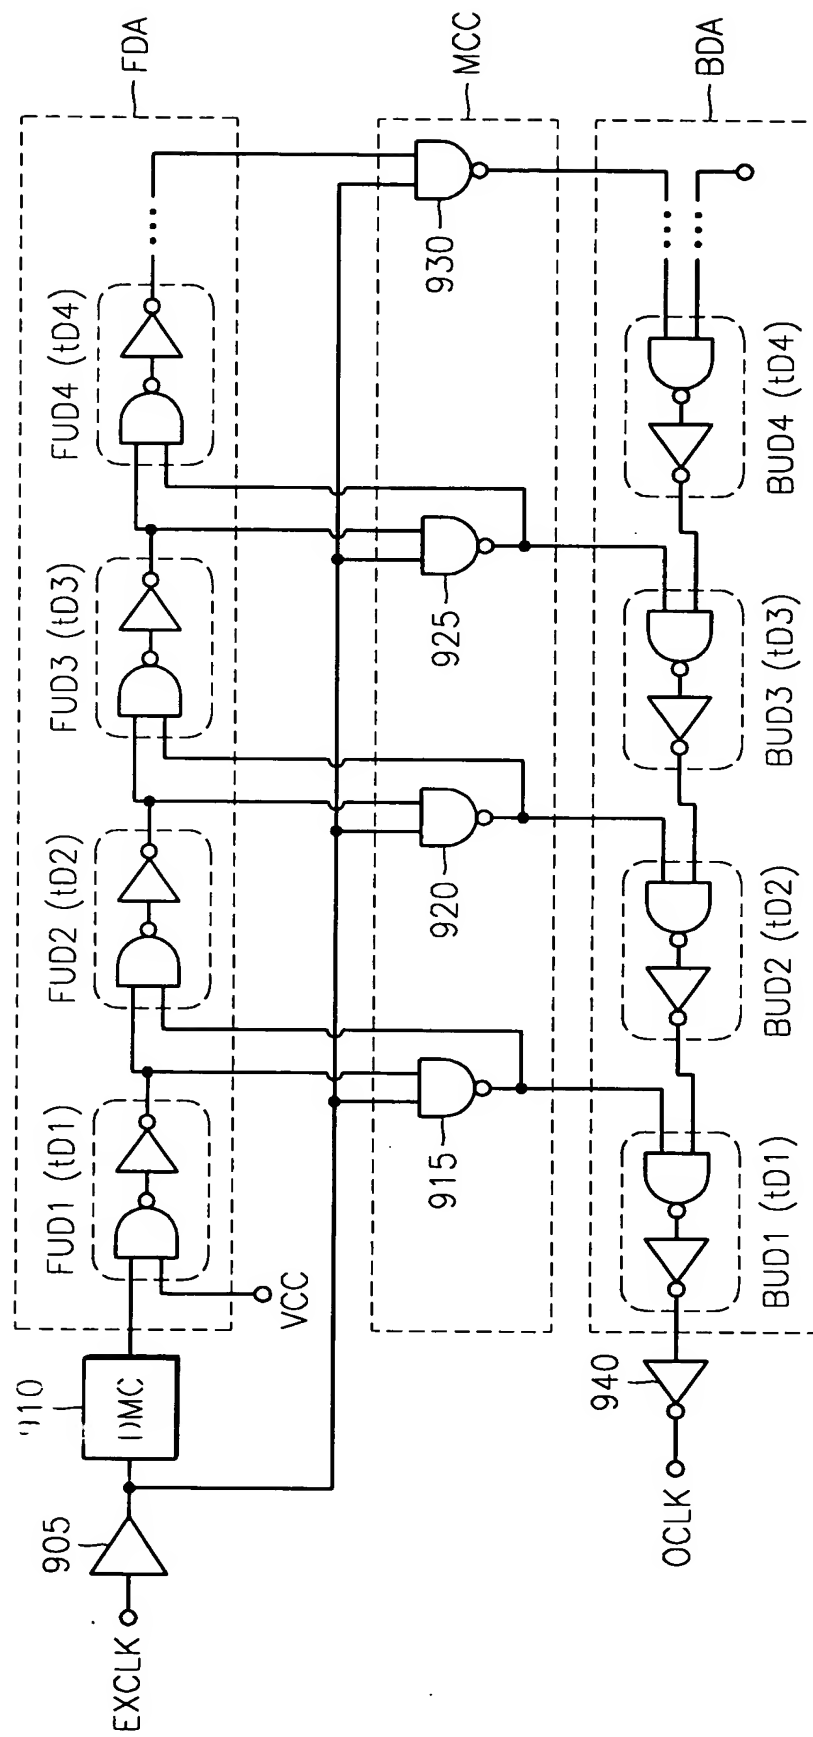 FDA
MCC
BDA
FUD1 (tD1)
FUD2 (tD2)
FUD3 (tD3)
FUD4 (tD4)
EXCLK
905
910
DMC
VCC
915
920
925
930
OCLK
940
BUD1 (tD1)
BUD2 (tD2)
BUD3 (tD3)
BUD4 (tD4)